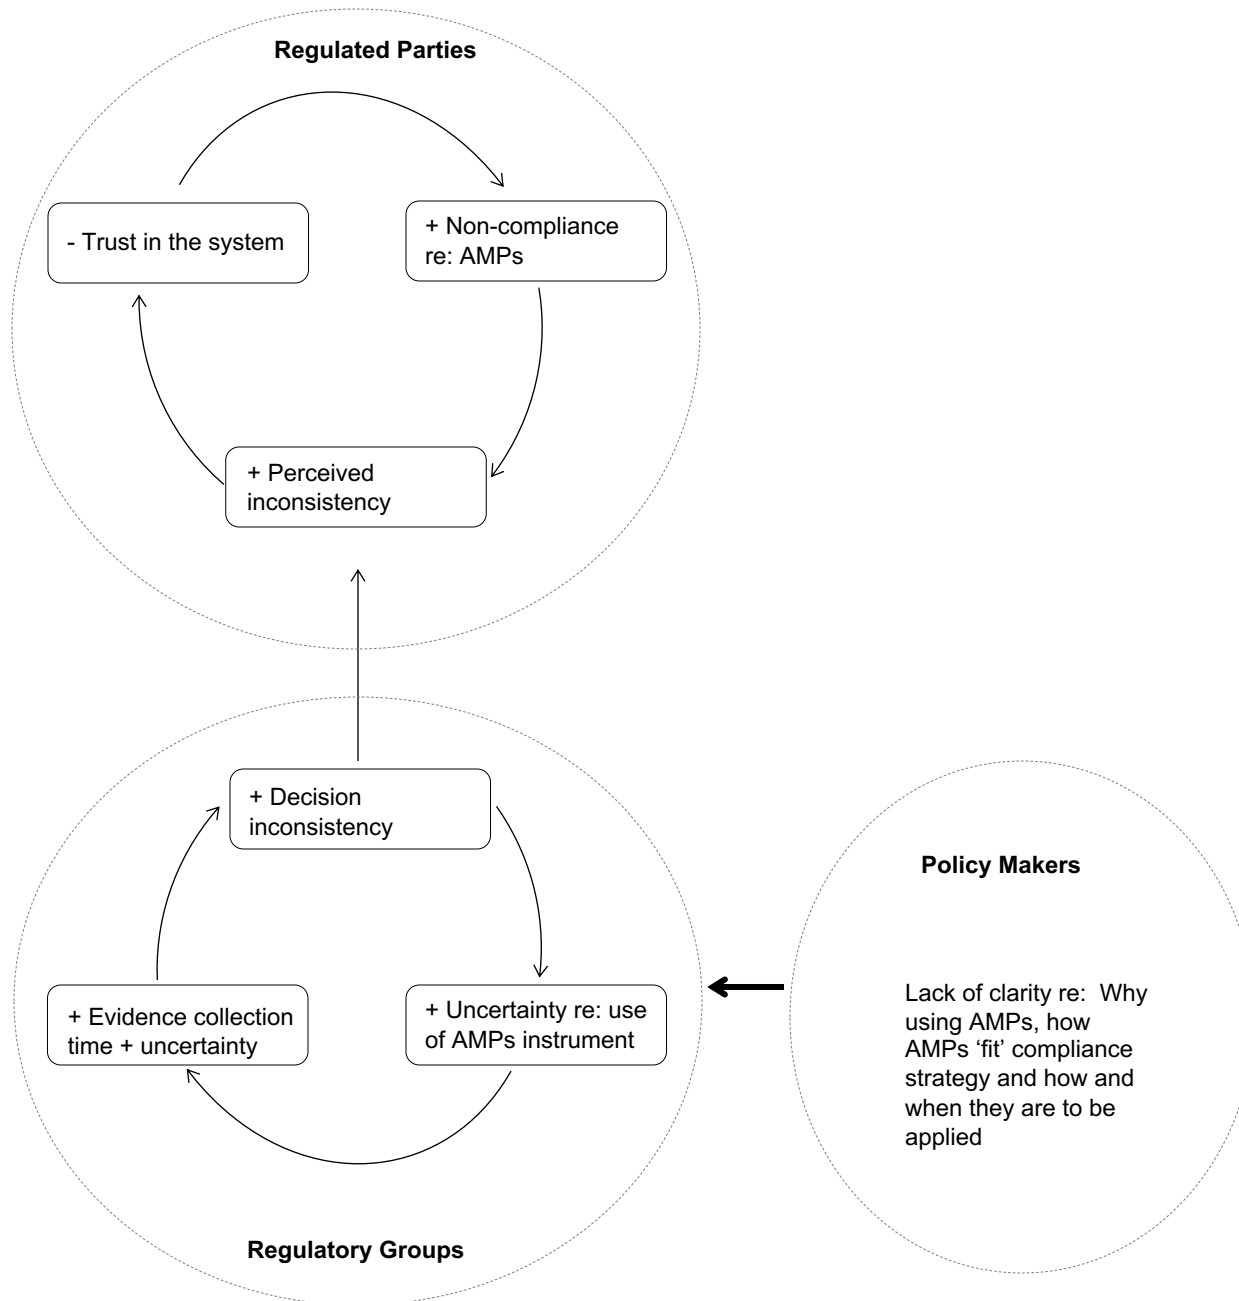 Regulated Parties
- Trust in the system
+ Non-compliance
re: AMPs
+ Perceived
inconsistency
+ Decision
inconsistency
+ Evidence collection
time + uncertainty
+ Uncertainty re: use
of AMPs instrument
Regulatory Groups
Policy Makers
Lack of clarity re:  Why
using AMPs, how
AMPs ‘fit’ compliance
strategy and how and
when they are to be
applied